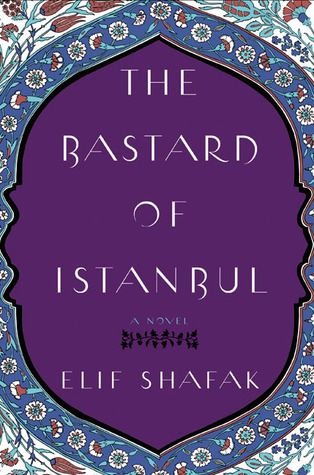 THE
BASTARD
OF
ISTANBUL
A NOVEL
ELIF SHAFAK